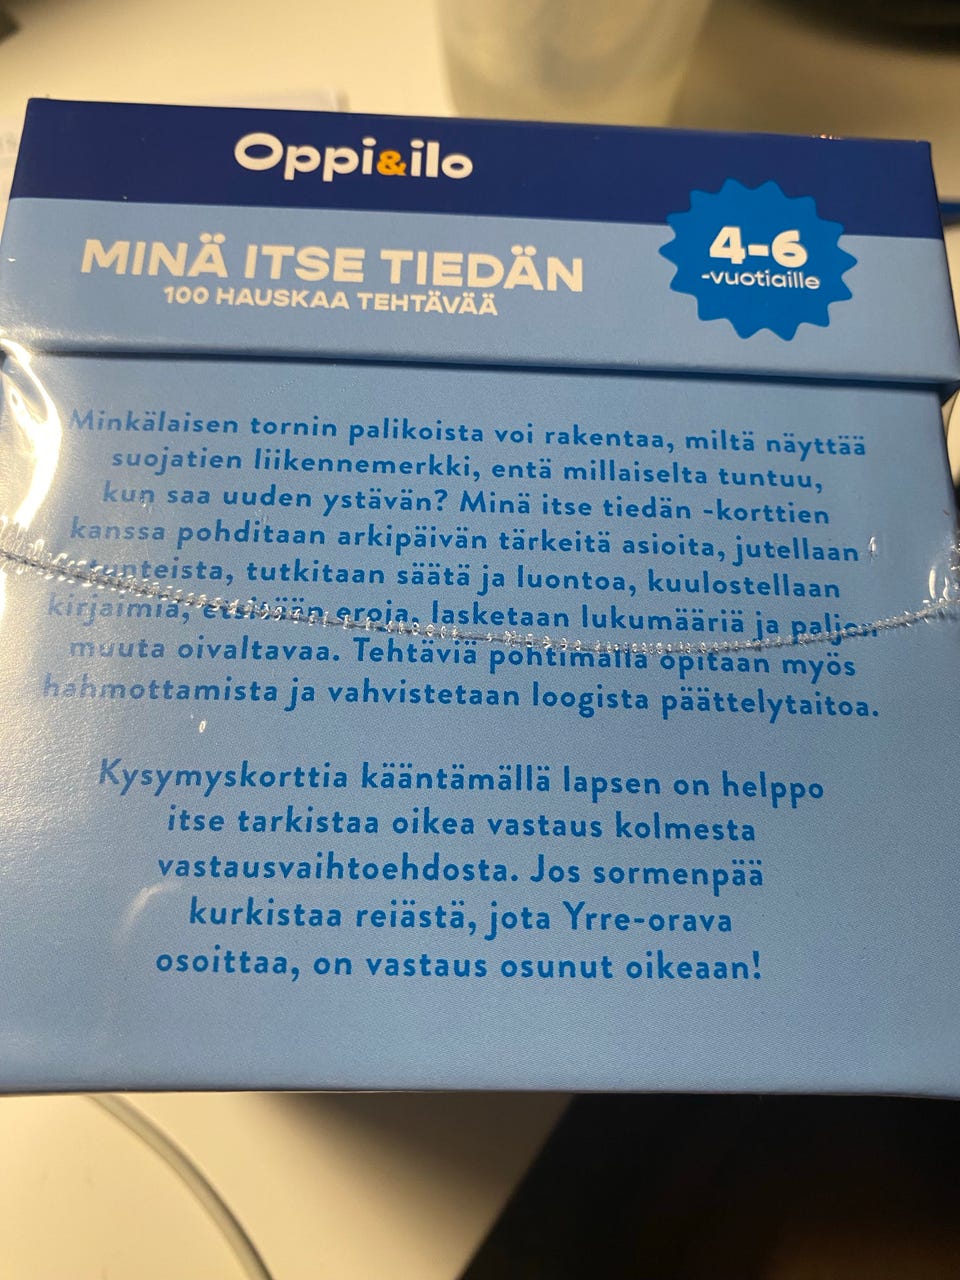 Oppi&ilo
MINÄ ITSE TIEDÄN
100 HAUSKAA TEHTÄVÄÄ
4-6
-vuotiaille
Minkälaisen tornin palikoista voi rakentaa, miltä näyttää
suojatien liikennemerkki, entä millaiselta tuntuu,
kun saa uuden ystävän? Minä itse tiedän -korttien
kanssa pohditaan arkipäivän tärkeitä asioita, jutellaan
tunteista, tutkitaan säätä ja luontoa, kuulostellaan
kirjaimia, etsitään eroja, lasketaan lukumääriä ja paljon
muuta oivaltavaa. Tehtäviä pohtimalla opitaan myös
hahmottamista ja vahvistetaan loogista päättelytaitoa.
Kysymyskorttia kääntämällä lapsen on helppo
itse tarkistaa oikea vastaus kolmesta
vastausvaihtoehdosta. Jos sormenpää
kurkistaa reiästä, jota Yrre-orava
osoittaa, on vastaus osunut oikeaan!